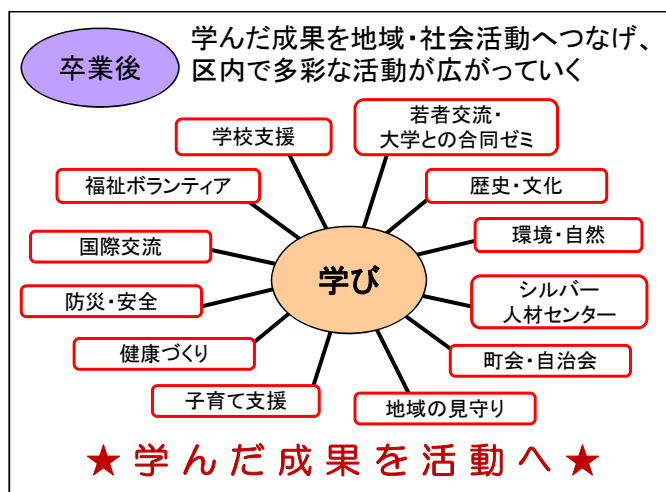 卒業後
学んだ成果を地域・社会活動へつなげ、
区内で多彩な活動が広がっていく
若者交流・
大学との合同ゼミ
学校支援
歴史・文化
福祉ボランティア
環境・自然
国際交流
学び
シルバー
人材センター
防災・安全
健康づくり
町会・自治会
子育て支援
地域の見守り
★学んだ成果を活動へ★